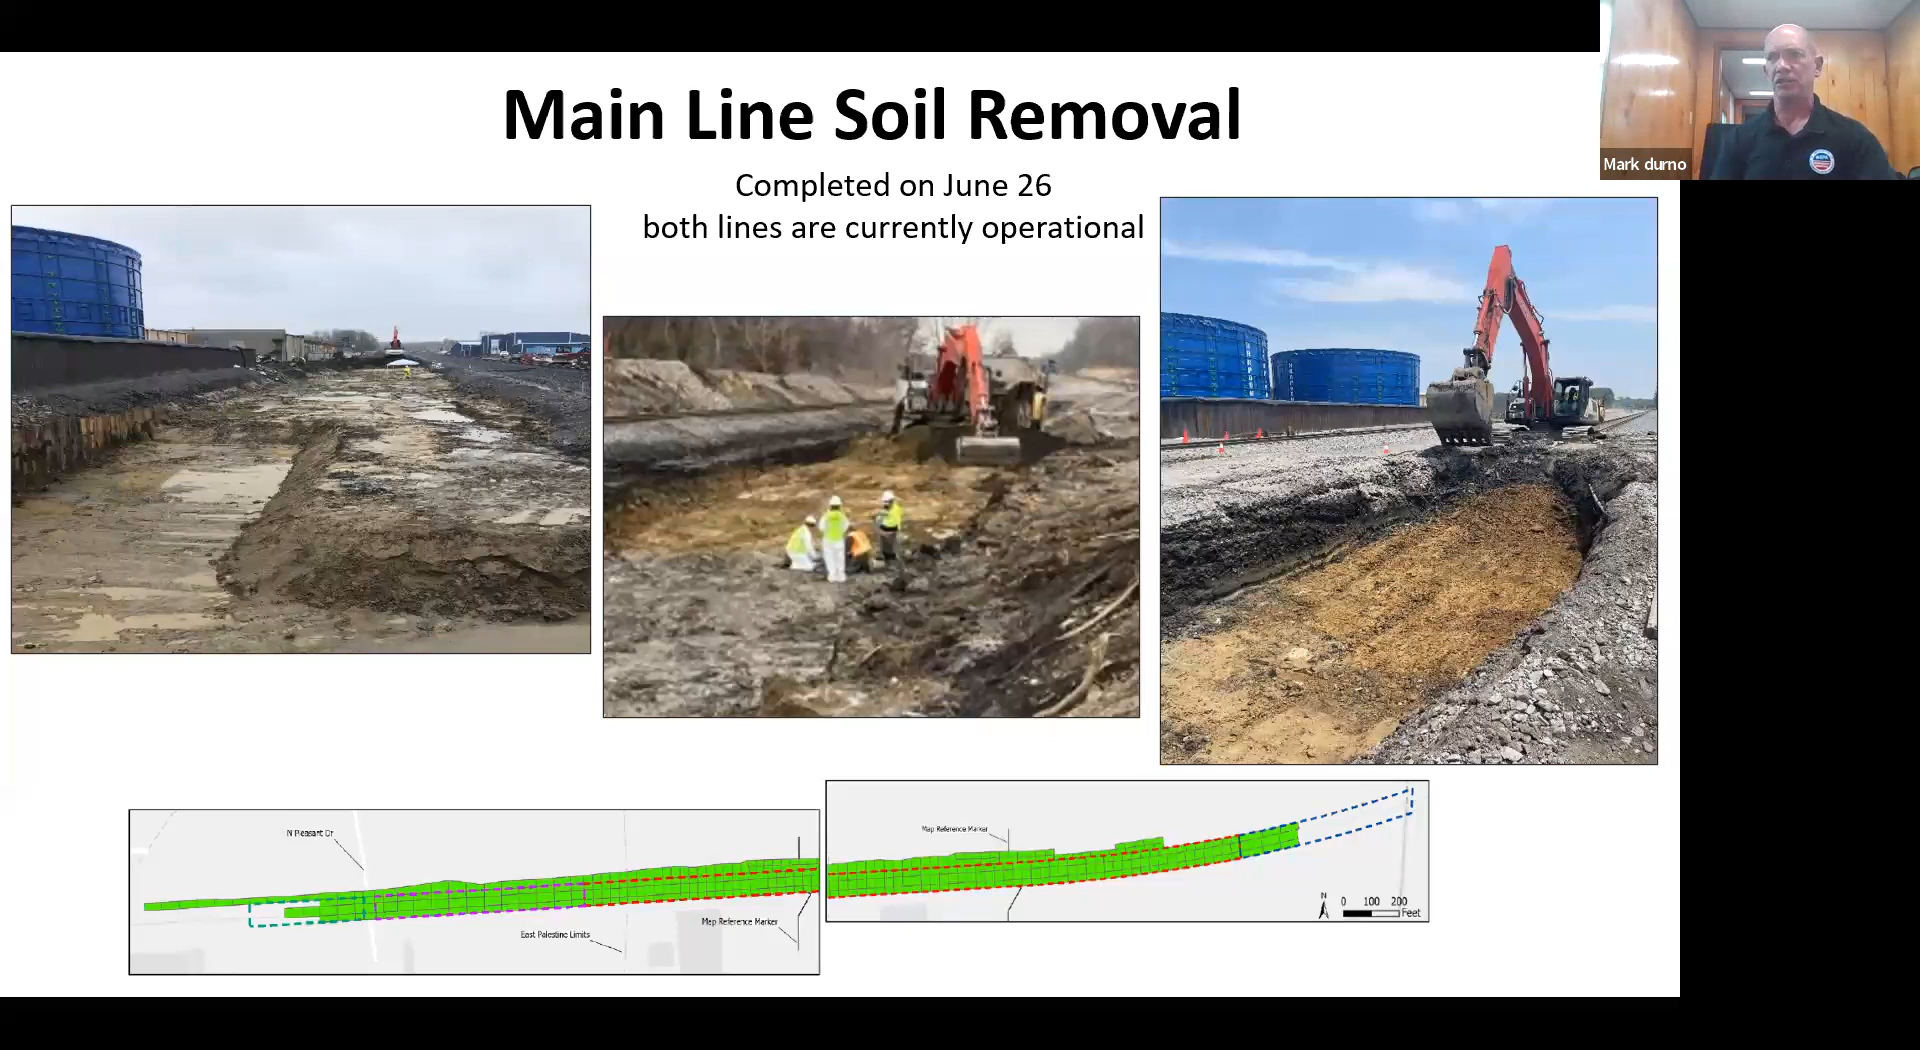 Main Line Soil Removal
Completed on June 26
both lines are currently operational
Mark durno
N Pleasant Dr
East Palestine Limits
Map Reference Marker
Map Reference Marker
N
0 100 200
Feet